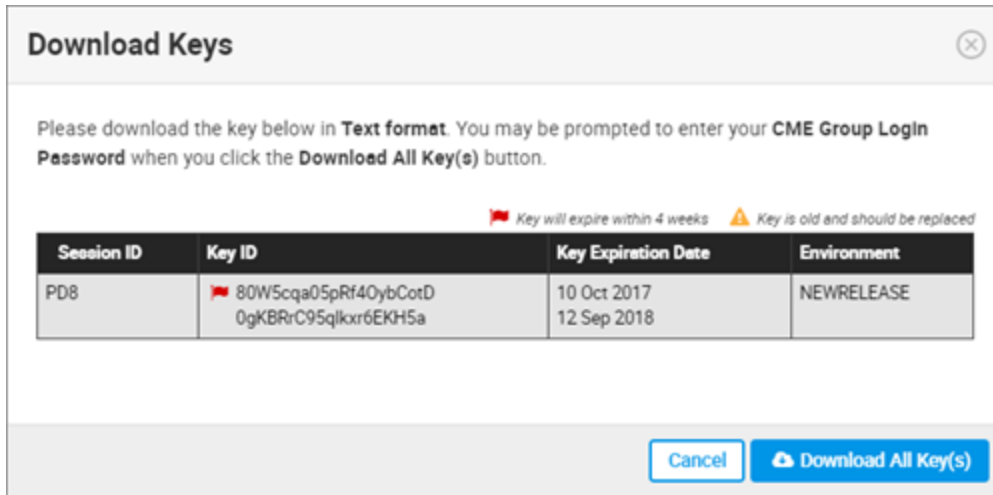 Download Keys
Please download the key below in Text format. You may be prompted to enter your CME Group Login
Password when you click the Download All Key(s) button.
Key will expire within 4 weeks Key is old and should be replaced
Session ID Key ID Key Expiration Date Environment
PD8 80W5cqa05pRf4OybCotD 10 Oct 2017 NEWRELEASE
0gKBRrC95qlkxr6EKH5a 12 Sep 2018
Cancel Download All Key(s)